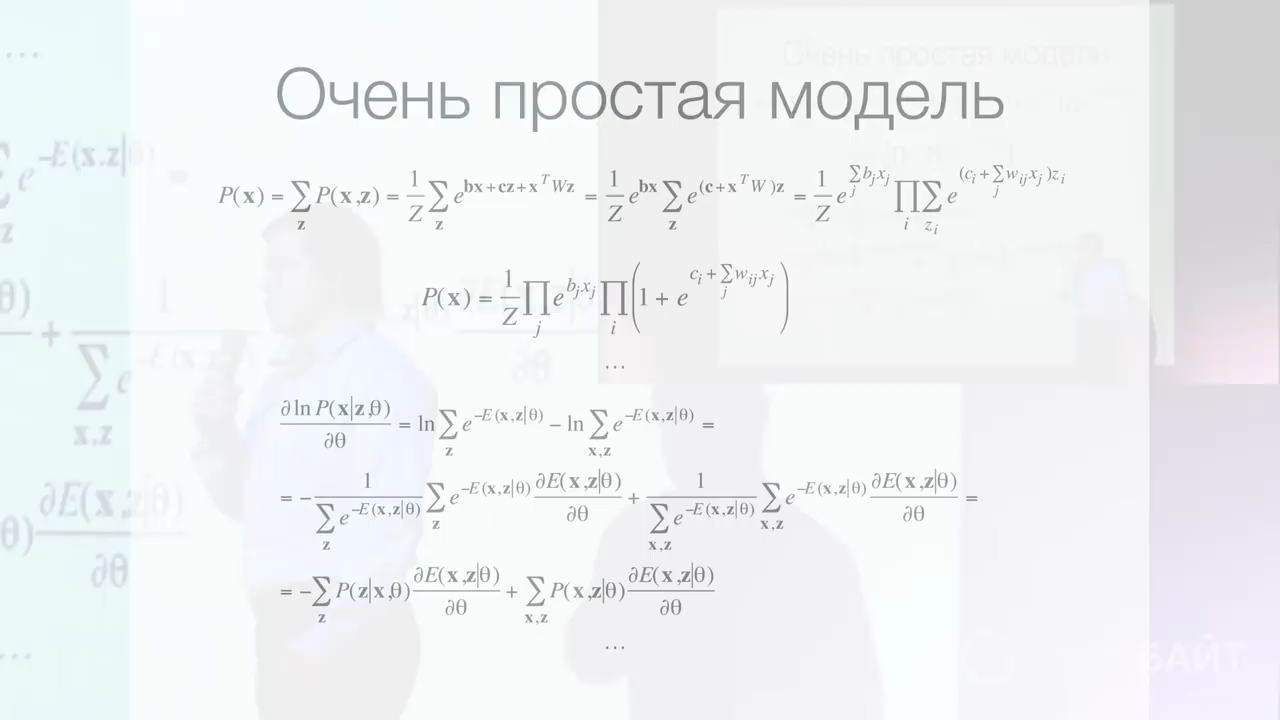 Очень простая модель
P(x) = ∑_z P(x,z) = 1/Z ∑_z e^{bx+cz+x^T Wz} = 1/Z e^{bx} ∑_z e^{(c+x^T W)z} = 1/Z e^{∑_j b_j x_j} ∏_i ∑_{z_i} e^{(c_i+∑_j w_ij x_j)z_i}
P(x) = 1/Z ∏_j e^{b_j x_j} ∏_i (1 + e^{c_i+∑_j w_ij x_j})
...
∂ln P(x|z,θ)/∂θ = ln ∑_z e^{-E(x,z|θ)} − ln ∑_{x,z} e^{-E(x,z|θ)} =
= − 1/(∑_z e^{-E(x,z|θ)}) ∑_z e^{-E(x,z|θ)} ∂E(x,z|θ)/∂θ + 1/(∑_{x,z} e^{-E(x,z|θ)}) ∑_{x,z} e^{-E(x,z|θ)} ∂E(x,z|θ)/∂θ =
= −∑_z P(z|x,θ) ∂E(x,z|θ)/∂θ + ∑_{x,z} P(x,z|θ) ∂E(x,z|θ)/∂θ
...
БАЙТ